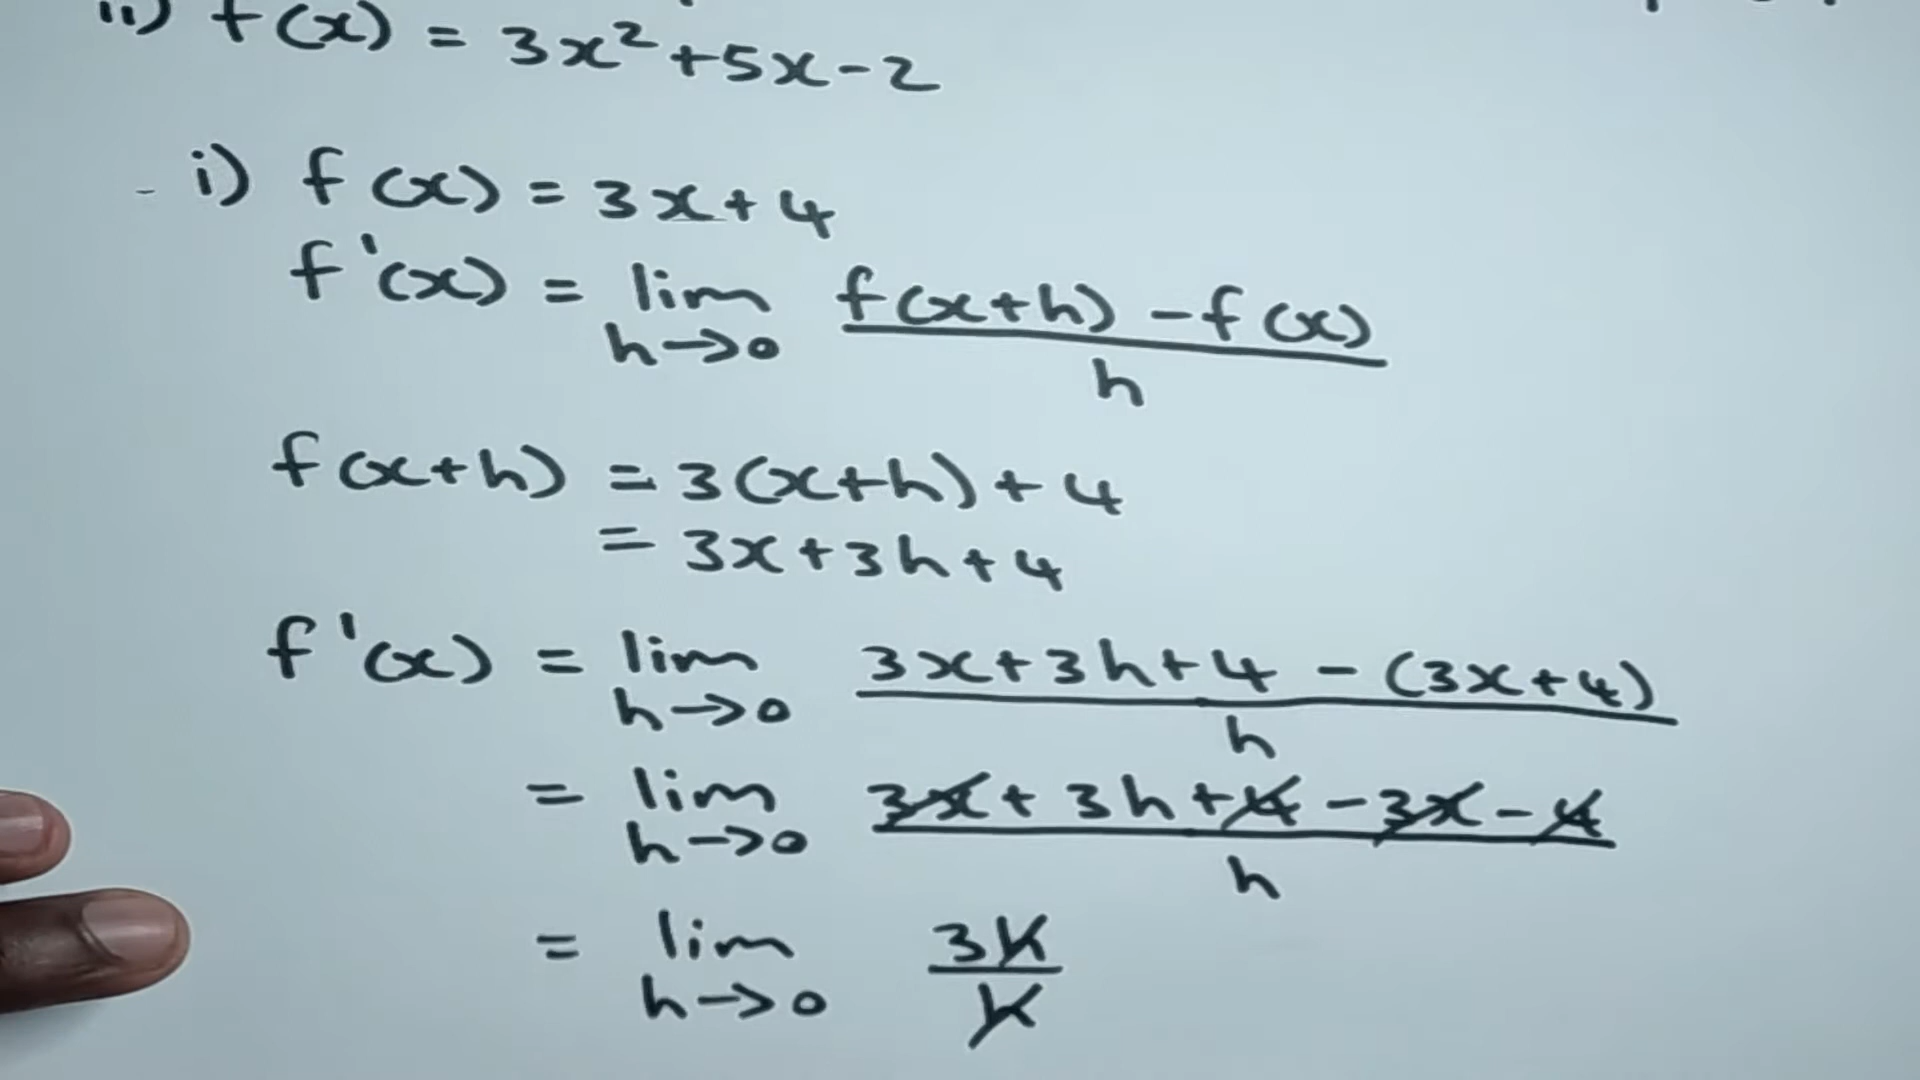 ii) f(x) = 3x² + 5x - 2
i) f(x) = 3x + 4
f'(x) = lim h→0 f(x+h) - f(x) / h
f(x+h) = 3(x+h) + 4
= 3x + 3h + 4
f'(x) = lim h→0 3x + 3h + 4 - (3x + 4) / h
= lim h→0 3x + 3h + 4 - 3x - 4 / h
= lim h→0 3h / h